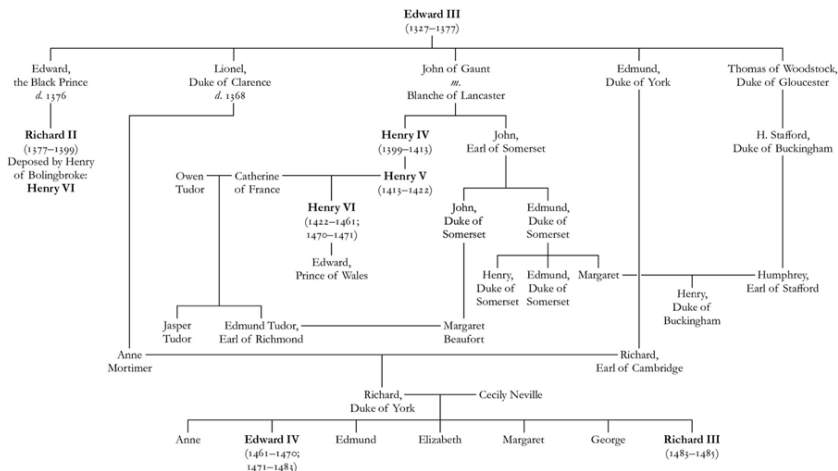 Edward III
(1327–1377)
Edward,
the Black Prince
d. 1376
Lionel,
Duke of Clarence
d. 1368
John of Gaunt
m.
Blanche of Lancaster
Edmund,
Duke of York
Thomas of Woodstock,
Duke of Gloucester
Richard II
(1377–1399)
Deposed by Henry
of Bolingbroke:
Henry VI
Henry IV
(1399–1413)
John,
Earl of Somerset
H. Stafford,
Duke of Buckingham
Owen
Tudor
Catherine
of France
Henry V
(1413–1422)
Henry VI
(1422–1461;
1470–1471)
John,
Duke of
Somerset
Edmund,
Duke of
Somerset
Edward,
Prince of Wales
Henry,
Duke of
Somerset
Edmund,
Duke of
Somerset
Margaret
Humphrey,
Earl of Stafford
Henry,
Duke of
Buckingham
Jasper
Tudor
Edmund Tudor,
Earl of Richmond
Margaret
Beaufort
Anne
Mortimer
Richard,
Earl of Cambridge
Richard,
Duke of York
Cecily Neville
Anne
Edward IV
(1461–1470;
1471–1483)
Edmund
Elizabeth
Margaret
George
Richard III
(1483–1485)